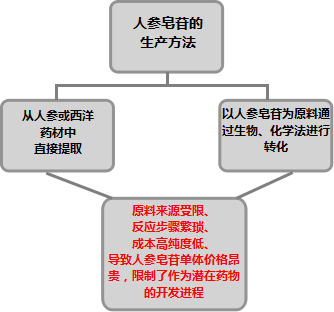 人参皂苷的
生产方法
从人参或西洋
药材中
直接提取
以人参皂苷为原料通
过生物、化学法进行
转化
原料来源受限、
反应步骤繁琐、
成本高纯度低、
导致人参皂苷单体价格昂
贵，限制了作为潜在药物
的开发进程